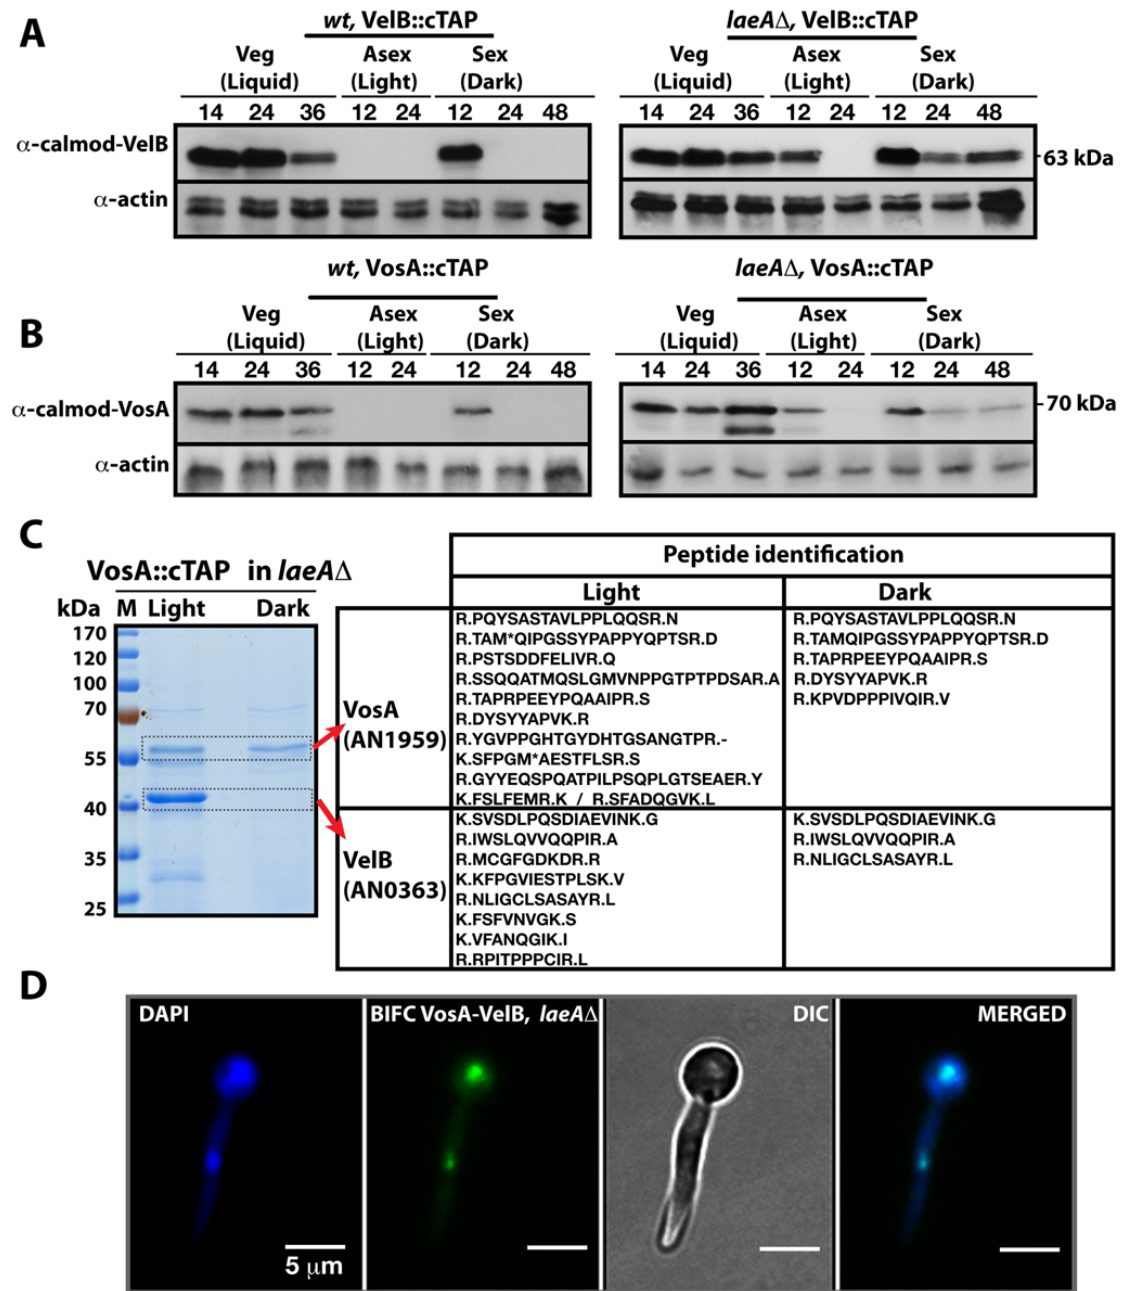 A
wt, VelB::cTAP
laeAΔ, VelB::cTAP
Veg (Liquid)
Asex (Light)
Sex (Dark)
Veg (Liquid)
Asex (Light)
Sex (Dark)
14 24 36 12 24 12 24 48
12 24 36 12 24 12 24 48
α-calmod-VelB
63 kDa
α-actin
wt, VosA::cTAP
laeAΔ, VosA::cTAP
B
Veg (Liquid)
Asex (Light)
Sex (Dark)
Veg (Liquid)
Asex (Light)
Sex (Dark)
14 24 36 12 24 12 24 48
14 24 36 12 24 12 24 48
α-calmod-VosA
70 kDa
α-actin
C
VosA::cTAP in laeAΔ
kDa M Light Dark
170
120
100
70
55
40
35
25
Peptide identification
Light
Dark
VosA
(AN1959)
R.PQYSASTAVLPPLQQSR.N
R.TAM*QIPGSSYPAPPYQPTSR.D
R.PSTSDDFELIVR.Q
R.SSQQATMQSLGMVNPPGTPTPDSAR.A
R.TAPRPEEYPQAAIPR.S
R.DYSYYAPVK.R
R.YGVPPGHTGYDHTGSANGTPR.-
K.SFPGM*AESTFLSR.S
R.GYYEQSPQATPILPSQPLGTSEAER.Y
K.FSLFEMR.K / R.SFADQGVK.L
R.PQYSASTAVLPPLQQSR.N
R.TAMQIPGSSYPAPPYQPTSR.D
R.TAPRPEEYPQAAIPR.S
R.DYSYYAPVK.R
R.KPVDPPPIVQIR.V
VelB
(AN0363)
K.SVSDLPQSDIAEVINK.G
R.IWSLQVVQQPIR.A
R.MCGFGDKDR.R
K.KFPGVIESTPLSK.V
R.NLIGCLSASAYR.L
K.FSFVNVGK.S
K.VFANQGIK.I
R.RPITPPPCIR.L
K.SVSDLPQSDIAEVINK.G
R.IWSLQVVQQPIR.A
R.NLIGCLSASAYR.L
D
DAPI
BIFC VosA-VelB, laeAΔ
DIC
MERGED
5 μm